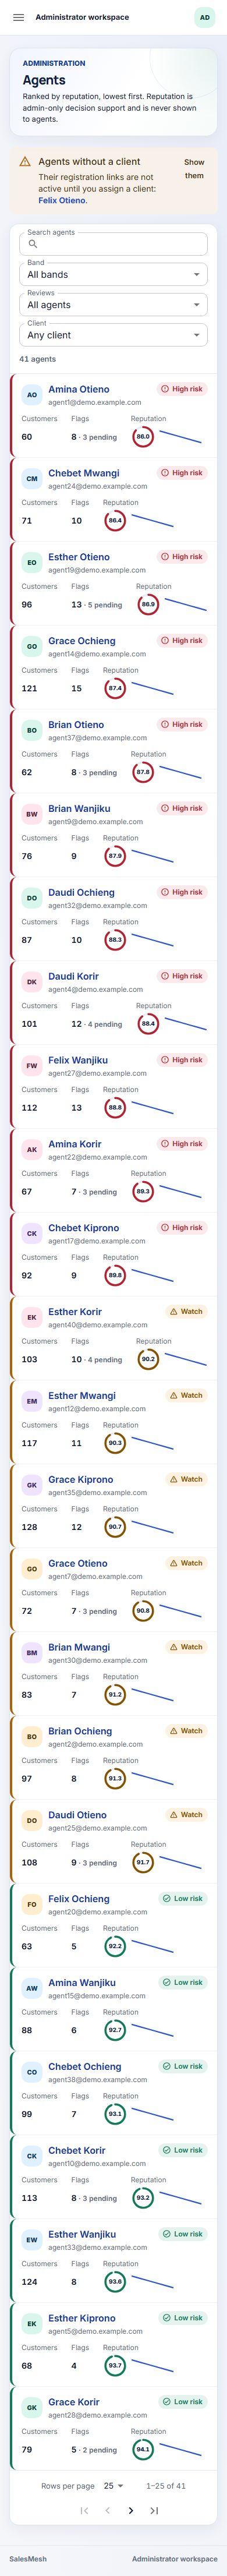 Administrator workspace
AD
ADMINISTRATION
Agents
Ranked by reputation, lowest first. Reputation is
admin-only decision support and is never shown
to agents.
Agents without a client
Their registration links are not
active until you assign a client:
Felix Otieno.
Show
them
Search agents
Band
All bands
Reviews
All agents
Client
Any client
41 agents
AO
Amina Otieno
agent1@demo.example.com
High risk
Customers Flags Reputation
60 8 · 3 pending 86.0
CM
Chebet Mwangi
agent24@demo.example.com
High risk
Customers Flags Reputation
71 10 86.4
EO
Esther Otieno
agent19@demo.example.com
High risk
Customers Flags Reputation
96 13 · 5 pending 86.9
GO
Grace Ochieng
agent14@demo.example.com
High risk
Customers Flags Reputation
121 15 87.4
BO
Brian Otieno
agent37@demo.example.com
High risk
Customers Flags Reputation
62 8 · 3 pending 87.8
BW
Brian Wanjiku
agent9@demo.example.com
High risk
Customers Flags Reputation
76 9 87.9
DO
Daudi Ochieng
agent32@demo.example.com
High risk
Customers Flags Reputation
87 10 88.3
DK
Daudi Korir
agent4@demo.example.com
High risk
Customers Flags Reputation
101 12 · 4 pending 88.4
FW
Felix Wanjiku
agent27@demo.example.com
High risk
Customers Flags Reputation
112 13 88.8
AK
Amina Korir
agent22@demo.example.com
High risk
Customers Flags Reputation
67 7 · 3 pending 89.3
CK
Chebet Kiprono
agent17@demo.example.com
High risk
Customers Flags Reputation
92 9 89.8
EK
Esther Korir
agent40@demo.example.com
Watch
Customers Flags Reputation
103 10 · 4 pending 90.2
EM
Esther Mwangi
agent12@demo.example.com
Watch
Customers Flags Reputation
117 11 90.3
GK
Grace Kiprono
agent35@demo.example.com
Watch
Customers Flags Reputation
128 12 90.7
GO
Grace Otieno
agent7@demo.example.com
Watch
Customers Flags Reputation
72 7 · 3 pending 90.8
BM
Brian Mwangi
agent30@demo.example.com
Watch
Customers Flags Reputation
83 7 91.2
BO
Brian Ochieng
agent2@demo.example.com
Watch
Customers Flags Reputation
97 8 91.3
DO
Daudi Otieno
agent25@demo.example.com
Watch
Customers Flags Reputation
108 9 · 3 pending 91.7
FO
Felix Ochieng
agent20@demo.example.com
Low risk
Customers Flags Reputation
63 5 92.2
AW
Amina Wanjiku
agent15@demo.example.com
Low risk
Customers Flags Reputation
88 6 92.7
CO
Chebet Ochieng
agent38@demo.example.com
Low risk
Customers Flags Reputation
99 7 93.1
CK
Chebet Korir
agent10@demo.example.com
Low risk
Customers Flags Reputation
113 8 · 3 pending 93.2
EW
Esther Wanjiku
agent33@demo.example.com
Low risk
Customers Flags Reputation
124 8 93.6
EK
Esther Kiprono
agent5@demo.example.com
Low risk
Customers Flags Reputation
68 4 93.7
GK
Grace Korir
agent28@demo.example.com
Low risk
Customers Flags Reputation
79 5 · 2 pending 94.1
Rows per page 25 1–25 of 41
SalesMesh Administrator workspace